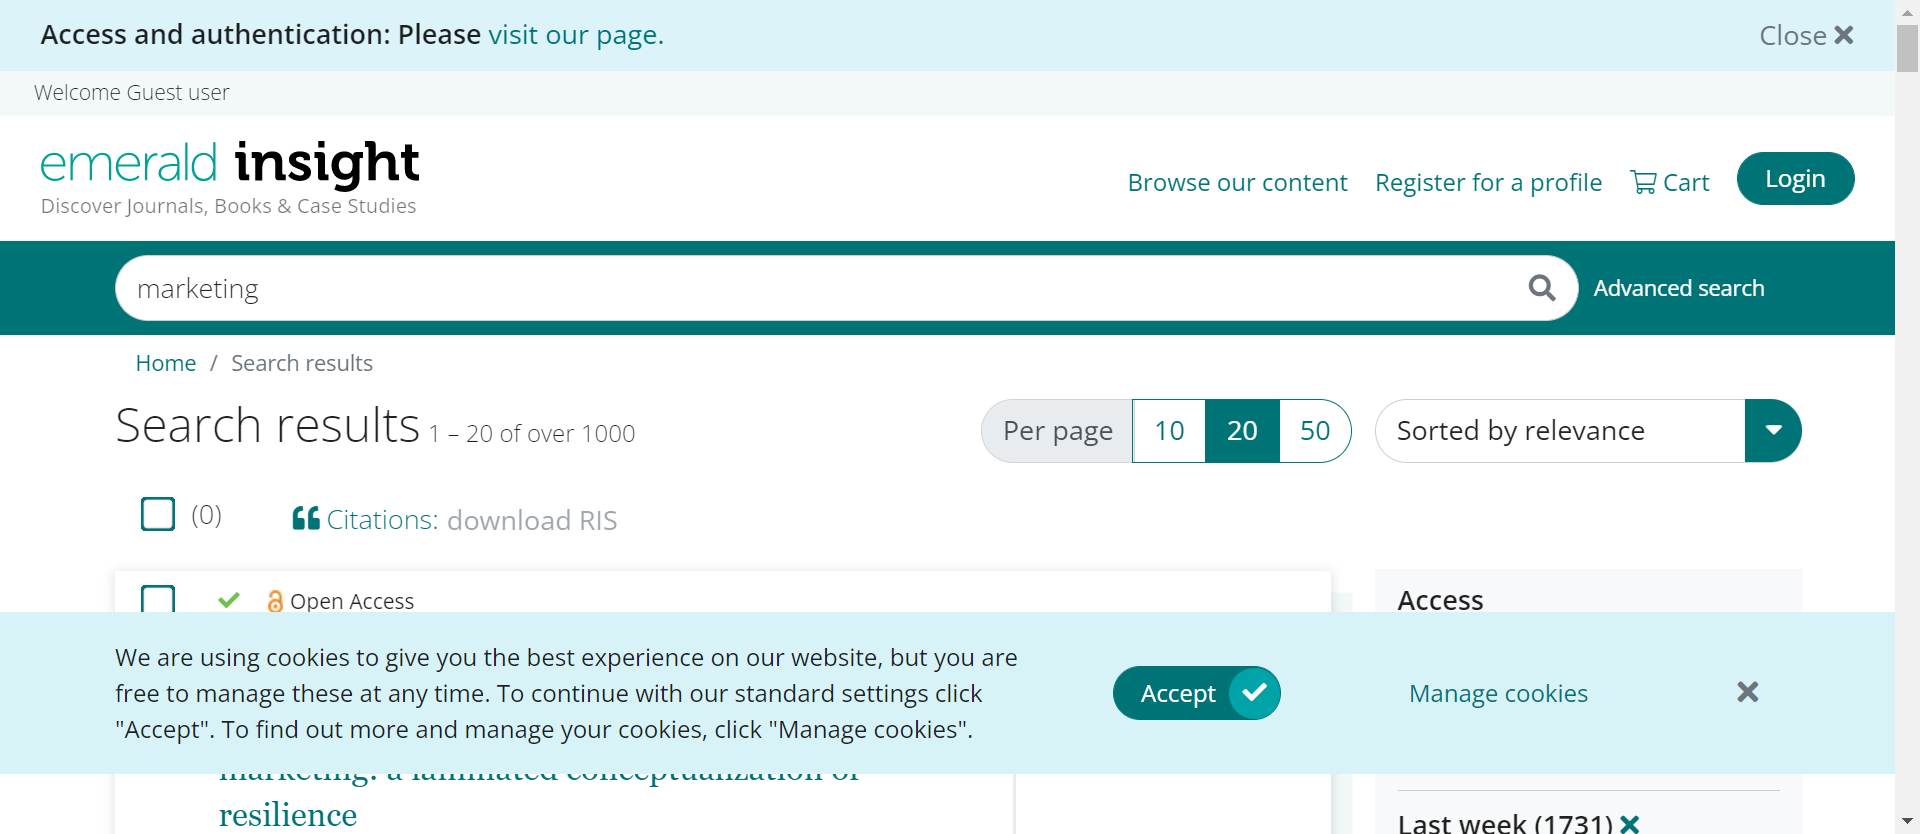 Access and authentication: Please visit our page.
Close
Welcome Guest user
emerald insight
Discover Journals, Books & Case Studies
Browse our content
Register for a profile
Cart
Login
marketing
Advanced search
Home / Search results
Search results 1 – 20 of over 1000
Per page 10 20 50
Sorted by relevance
(0)
Citations: download RIS
Open Access
Access
We are using cookies to give you the best experience on our website, but you are
free to manage these at any time. To continue with our standard settings click
"Accept". To find out more and manage your cookies, click "Manage cookies".
Accept
Manage cookies
marketing: a laminated conceptualization of
resilience
Last week (1731)